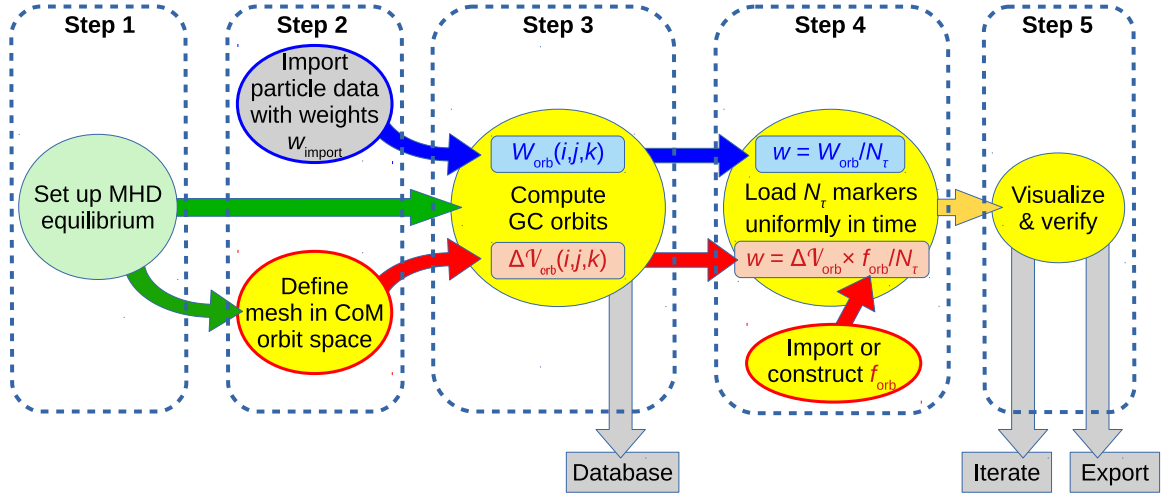 Step 1
Step 2
Step 3
Step 4
Step 5
Set up MHD
equilibrium
Import
particle data
with weights
w_import
Define
mesh in CoM
orbit space
W_orb(i,j,k)
Compute
GC orbits
Δ𝒱_orb(i,j,k)
w = W_orb/N_τ
Load N_τ markers
uniformly in time
w = Δ𝒱_orb × f_orb/N_τ
Import or
construct f_orb
Visualize
& verify
Database
Iterate
Export